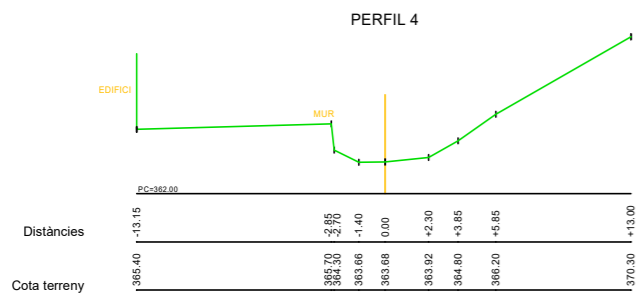 PERFIL 4
EDIFICI
MUR
PC=362.00
Distàncies -13.15 -2.85 -2.70 -1.40 0.00 +2.30 +3.85 +5.85 +13.00
Cota terreny 365.40 365.70 364.30 363.66 363.68 363.92 364.80 366.20 370.30